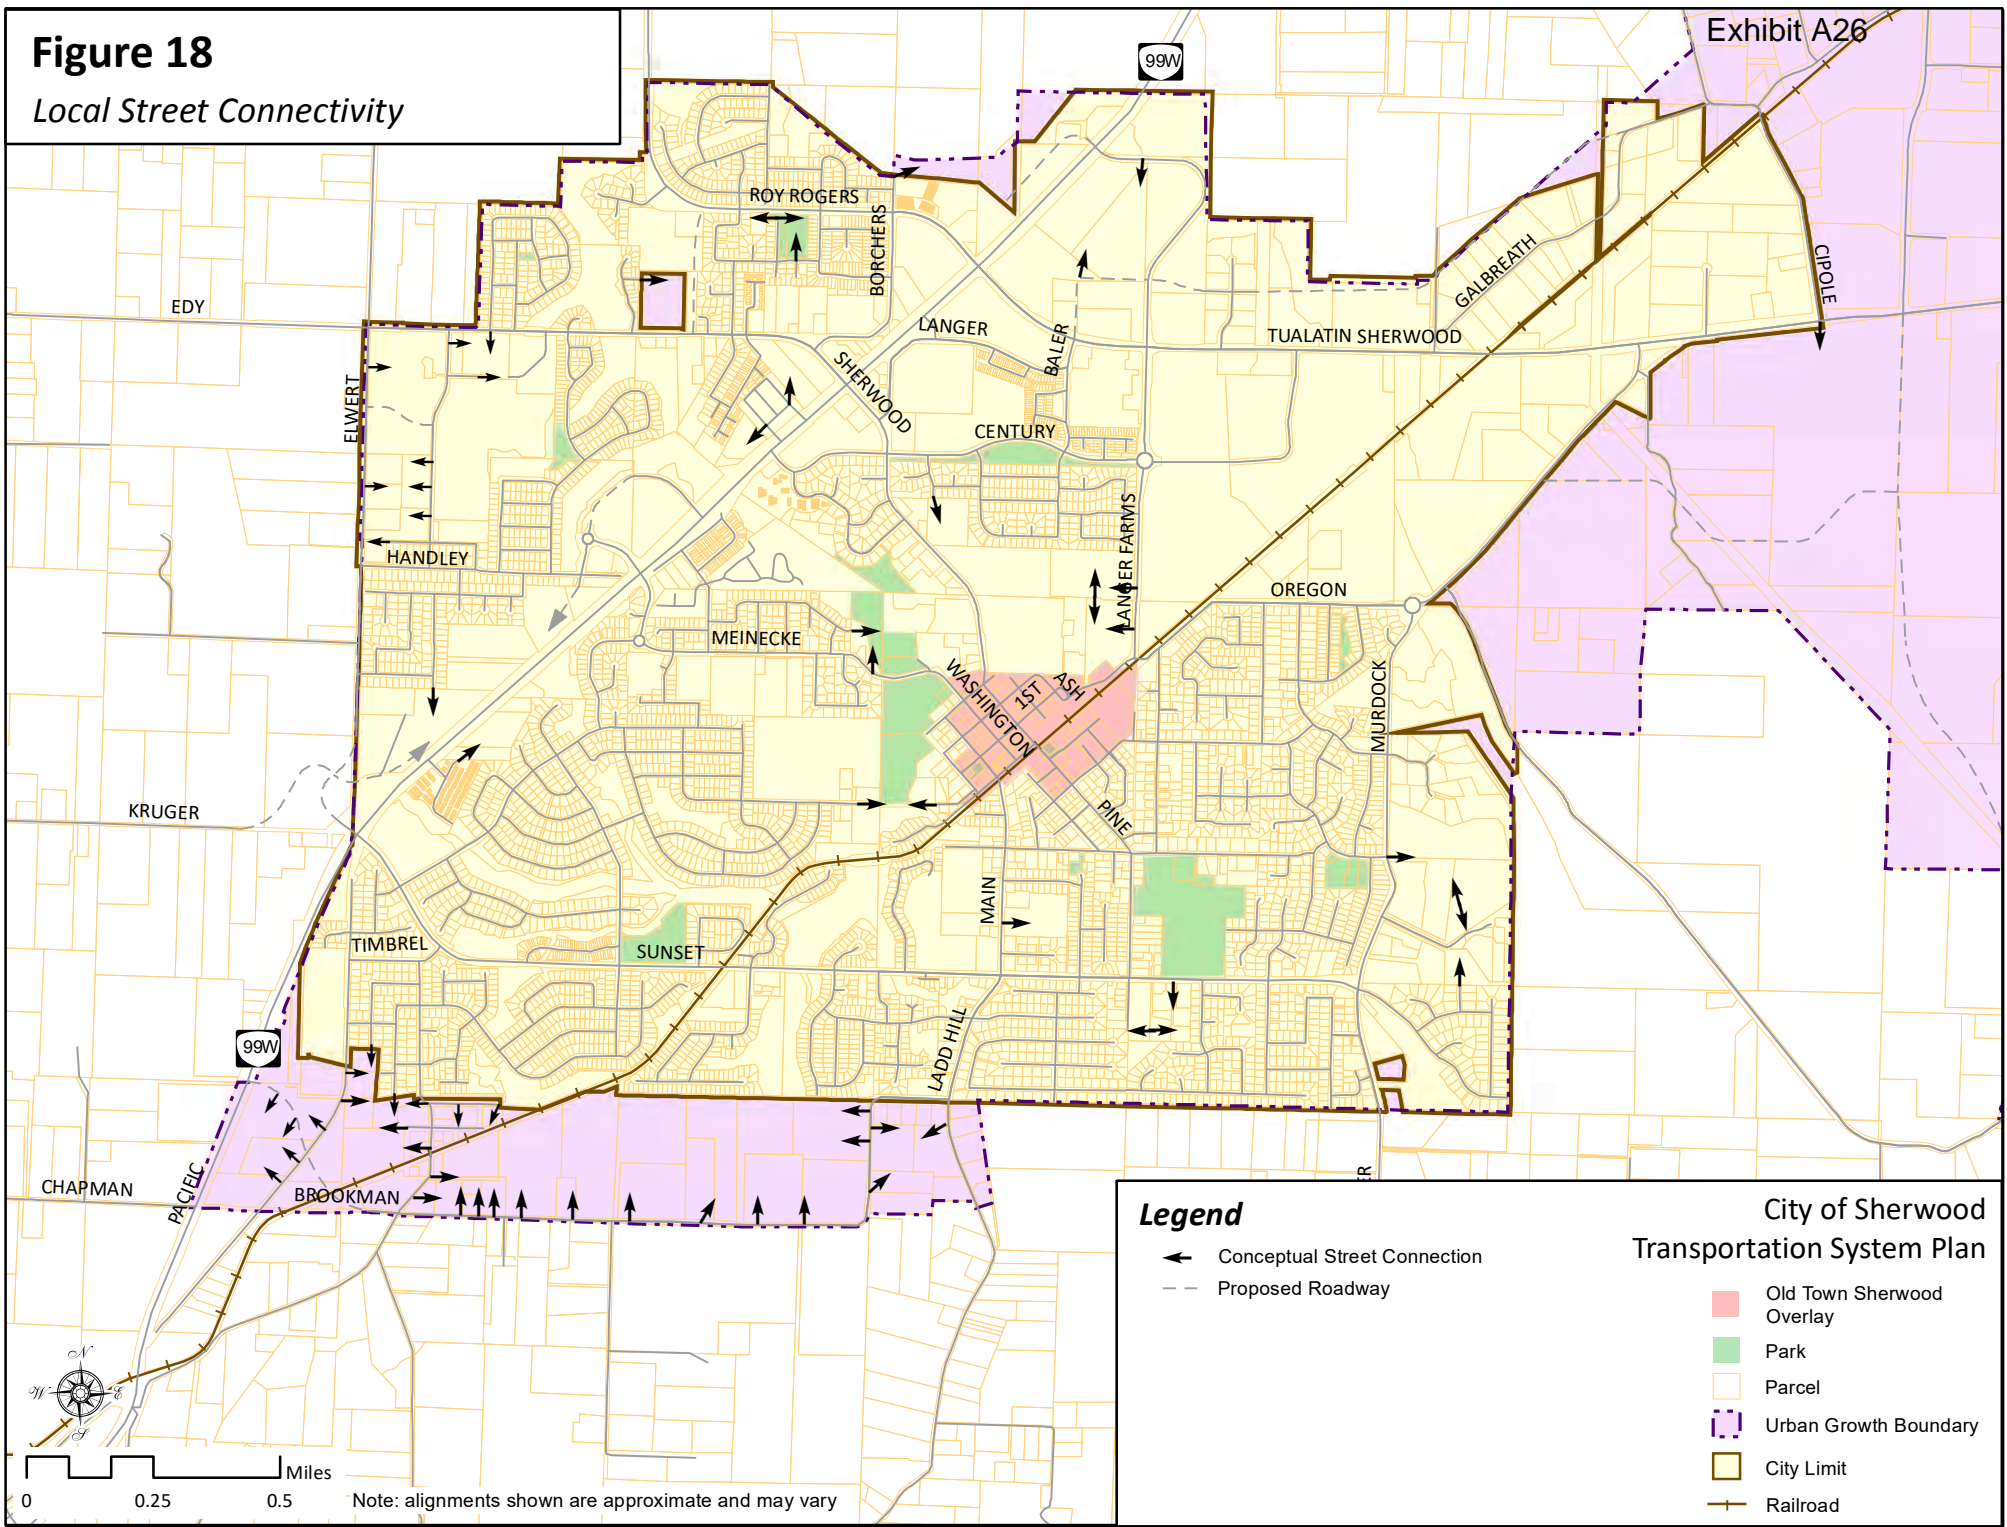 Figure 18
Local Street Connectivity
Exhibit A26
99W
ROY ROGERS
BORCHERS
EDY
LANGER
BALER
GALBREATH
CIPOLE
TUALATIN SHERWOOD
SHERWOOD
ELWERT
CENTURY
LANGER FARMS
HANDLEY
OREGON
MEINECKE
WASHINGTON
1ST
ASH
MURDOCK
KRUGER
PINE
MAIN
TIMBREL
SUNSET
99W
LADD HILL
CHAPMAN
PACIFIC
BROOKMAN
ER
Legend
Conceptual Street Connection
Proposed Roadway
City of Sherwood
Transportation System Plan
Old Town Sherwood
Overlay
Park
Parcel
Urban Growth Boundary
City Limit
Railroad
N
W
E
S
Miles
0 0.25 0.5
Note: alignments shown are approximate and may vary